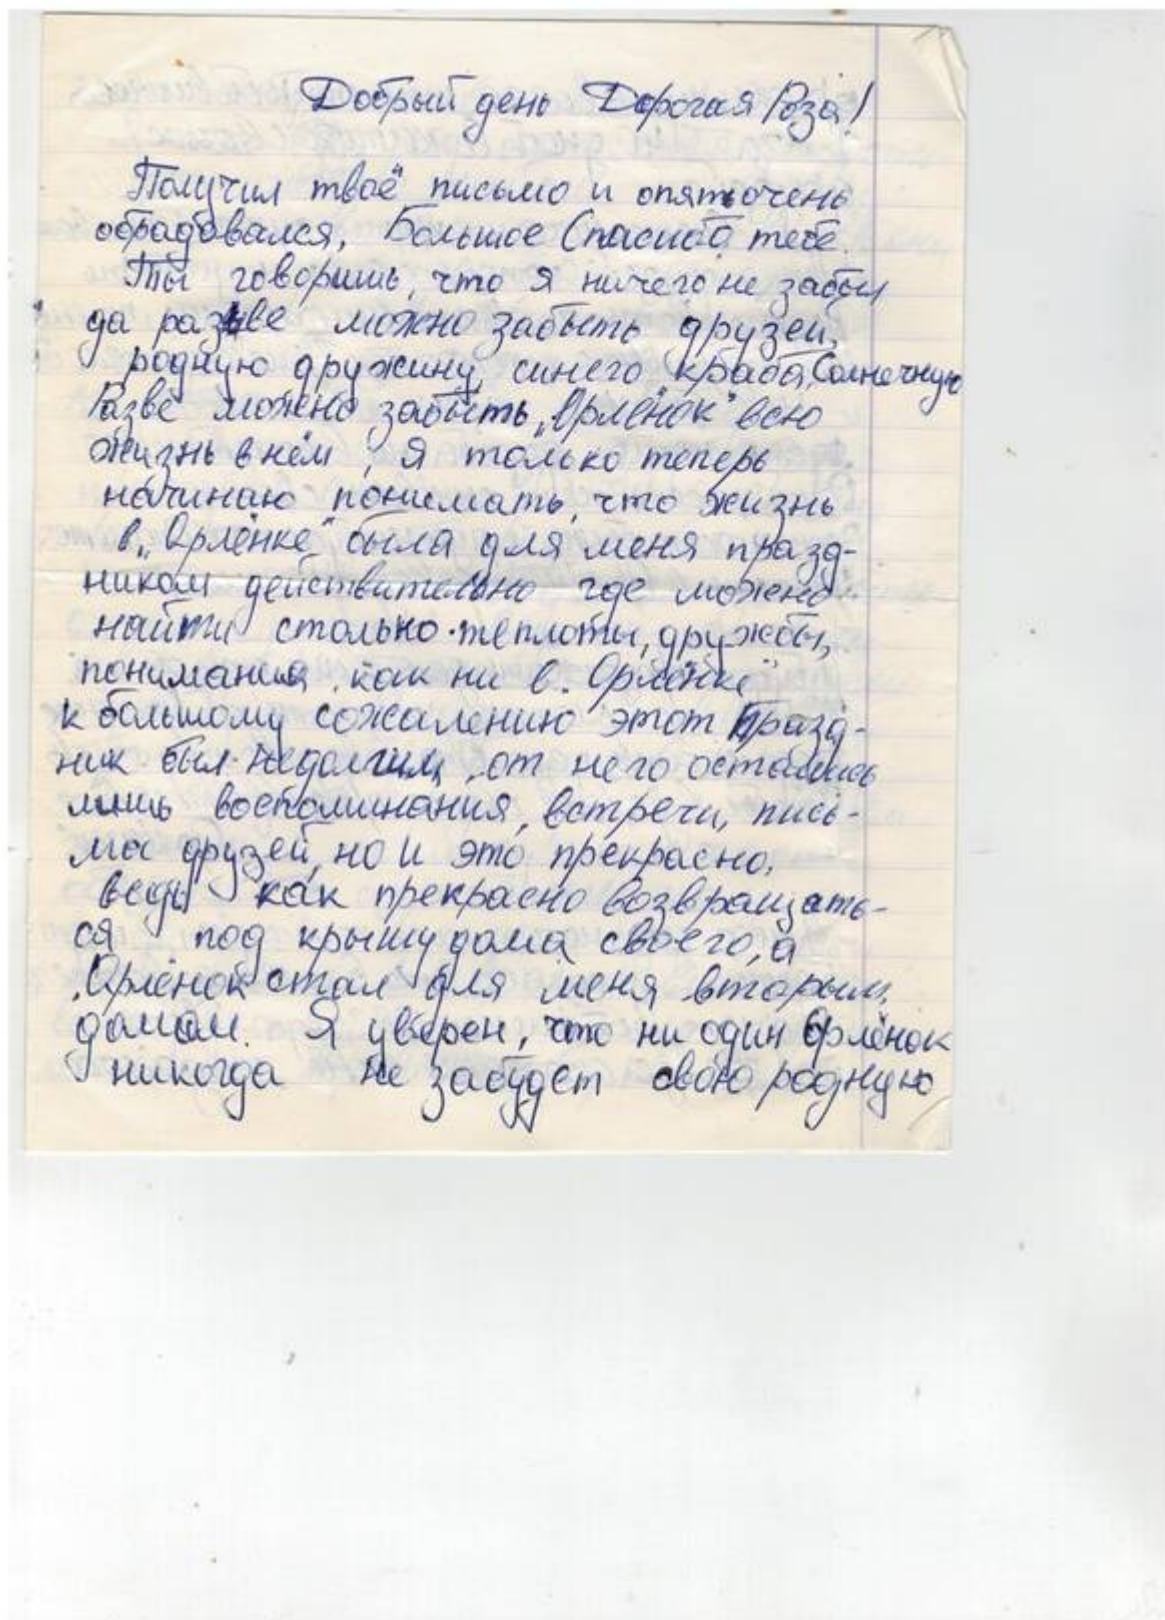 Добрый день Дорогая Роза!
Получил твоё письмо и опять очень
обрадовался, Большое Спасибо тебе.
Ты говоришь, что я ничего не забыл
да разве можно забыть друзей,
родную дружину, синего краба, Солнечную
Разве можно забыть „Орлёнок" всю
жизнь в нём, я только теперь
начинаю понимать, что жизнь
в „Орлёнке" была для меня празд-
ником действительно где можно
найти столько теплоты, дружбы,
понимания, как ни в „Орлёнке"
к большому сожалению этот празд-
ник был недолгим, от него остались
лишь воспоминания, встречи, пись-
ма друзей, но и это прекрасно,
ведь как прекрасно возвращать-
ся под крышу дома своего, а
„Орлёнок стал для меня вторым
домом. Я уверен, что ни один Орлёнок
никогда не забудет свою родную